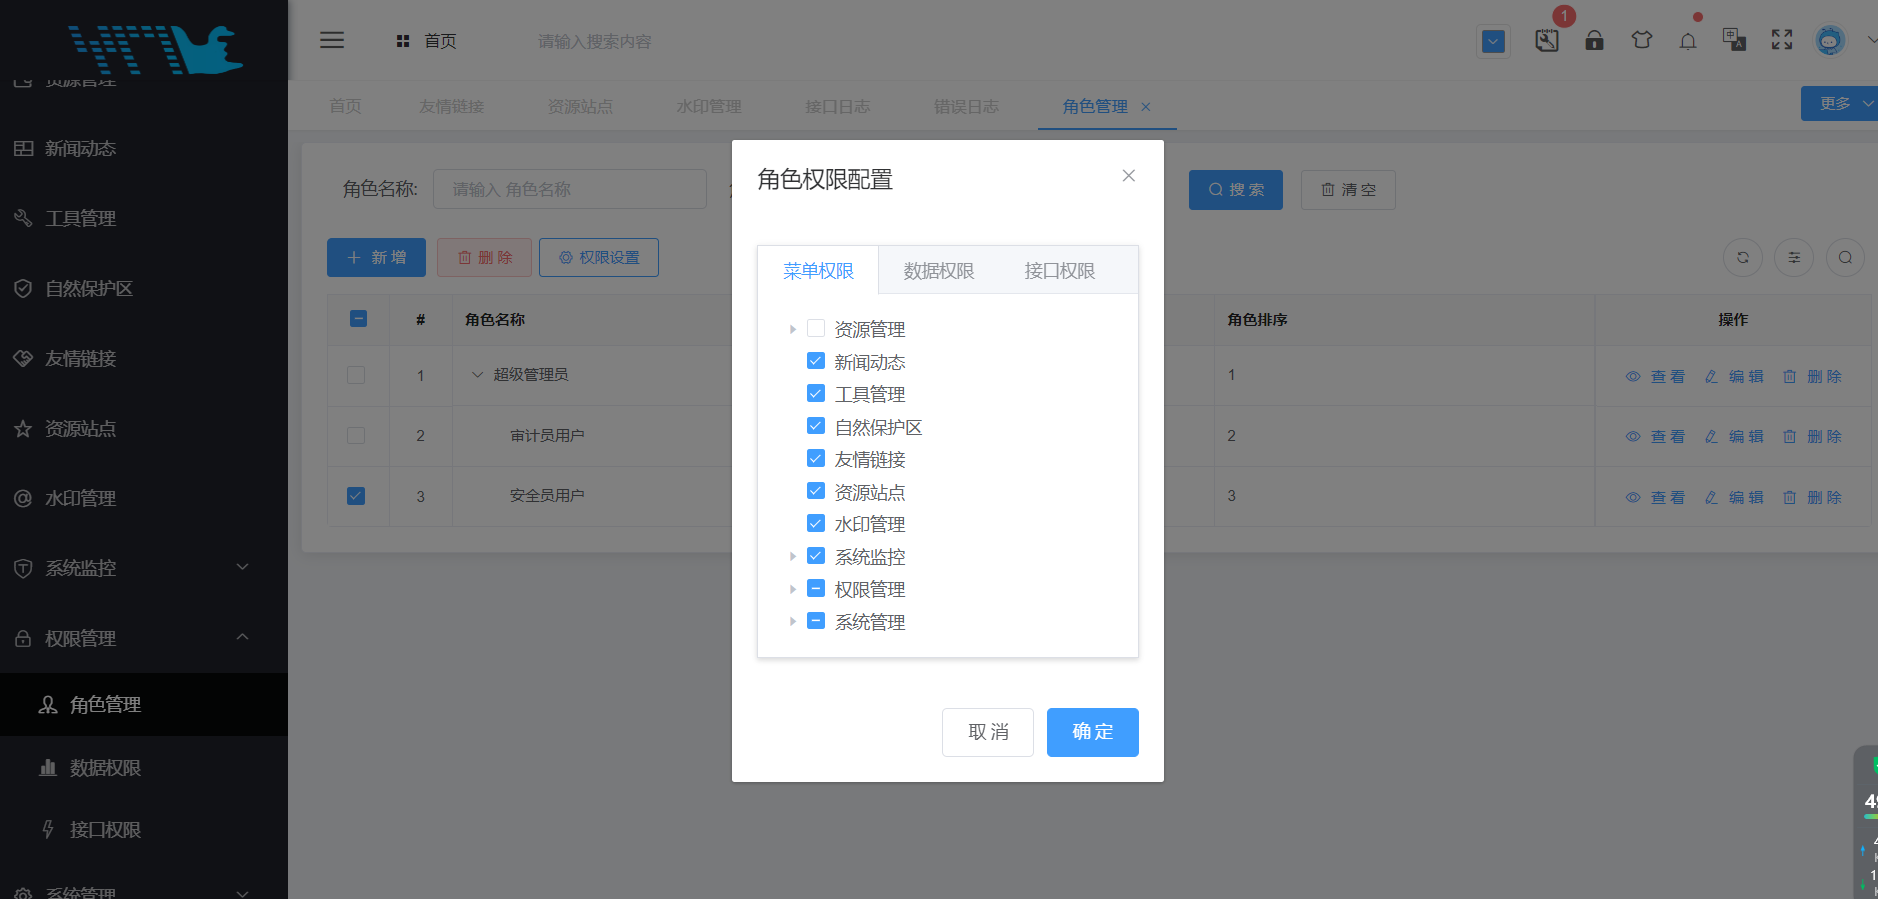 首页
请输入搜索内容
1
首页
友情链接
资源站点
水印管理
接口日志
错误日志
角色管理
更多
资源管理
新闻动态
工具管理
自然保护区
友情链接
资源站点
水印管理
系统监控
权限管理
角色管理
数据权限
接口权限
系统管理
角色名称:
请输入 角色名称
搜 索
清 空
新 增
删 除
权限设置
#
角色名称
角色排序
操作
1
超级管理员
1
查 看
编 辑
删 除
2
审计员用户
2
查 看
编 辑
删 除
3
安全员用户
3
查 看
编 辑
删 除
角色权限配置
菜单权限
数据权限
接口权限
资源管理
新闻动态
工具管理
自然保护区
友情链接
资源站点
水印管理
系统监控
权限管理
系统管理
取 消
确 定